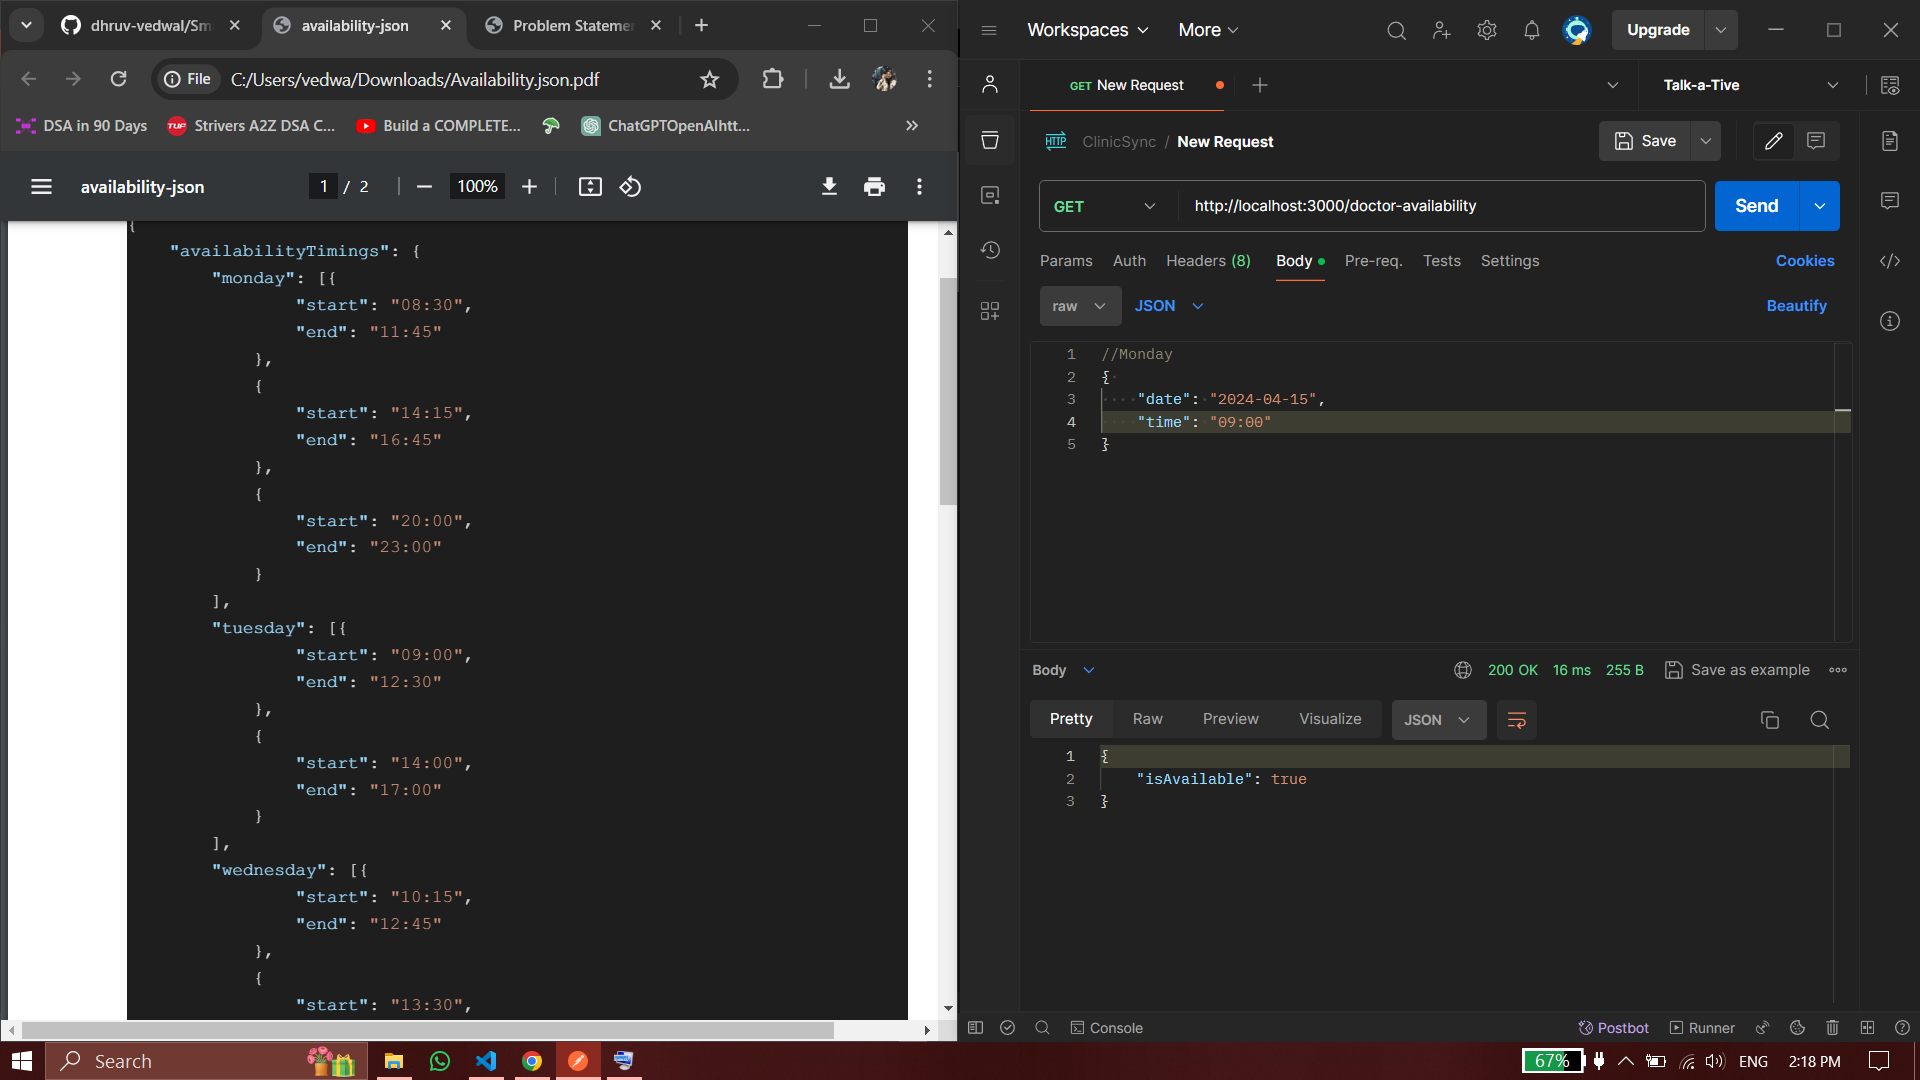 dhruv-vedwal/Sm
availability-json
Problem Statemen
File
C:/Users/vedwa/Downloads/Availability.json.pdf
DSA in 90 Days
TUF
Strivers A2Z DSA C...
Build a COMPLETE...
ChatGPTOpenAIhtt...
availability-json
1 / 2
100%
{
"availabilityTimings": {
"monday": [{
"start": "08:30",
"end": "11:45"
},
{
"start": "14:15",
"end": "16:45"
},
{
"start": "20:00",
"end": "23:00"
}
],
"tuesday": [{
"start": "09:00",
"end": "12:30"
},
{
"start": "14:00",
"end": "17:00"
}
],
"wednesday": [{
"start": "10:15",
"end": "12:45"
},
{
"start": "13:30",
Workspaces
More
Upgrade
GET New Request
Talk-a-Tive
HTTP
ClinicSync / New Request
Save
GET
http://localhost:3000/doctor-availability
Send
Params
Auth
Headers (8)
Body
Pre-req.
Tests
Settings
Cookies
raw
JSON
Beautify
1 //Monday
2 {
3 "date": "2024-04-15",
4 "time": "09:00"
5 }
Body
200 OK 16 ms 255 B
Save as example
Pretty
Raw
Preview
Visualize
JSON
1 {
2 "isAvailable": true
3 }
Console
Postbot
Runner
Search
67%
ENG
2:18 PM